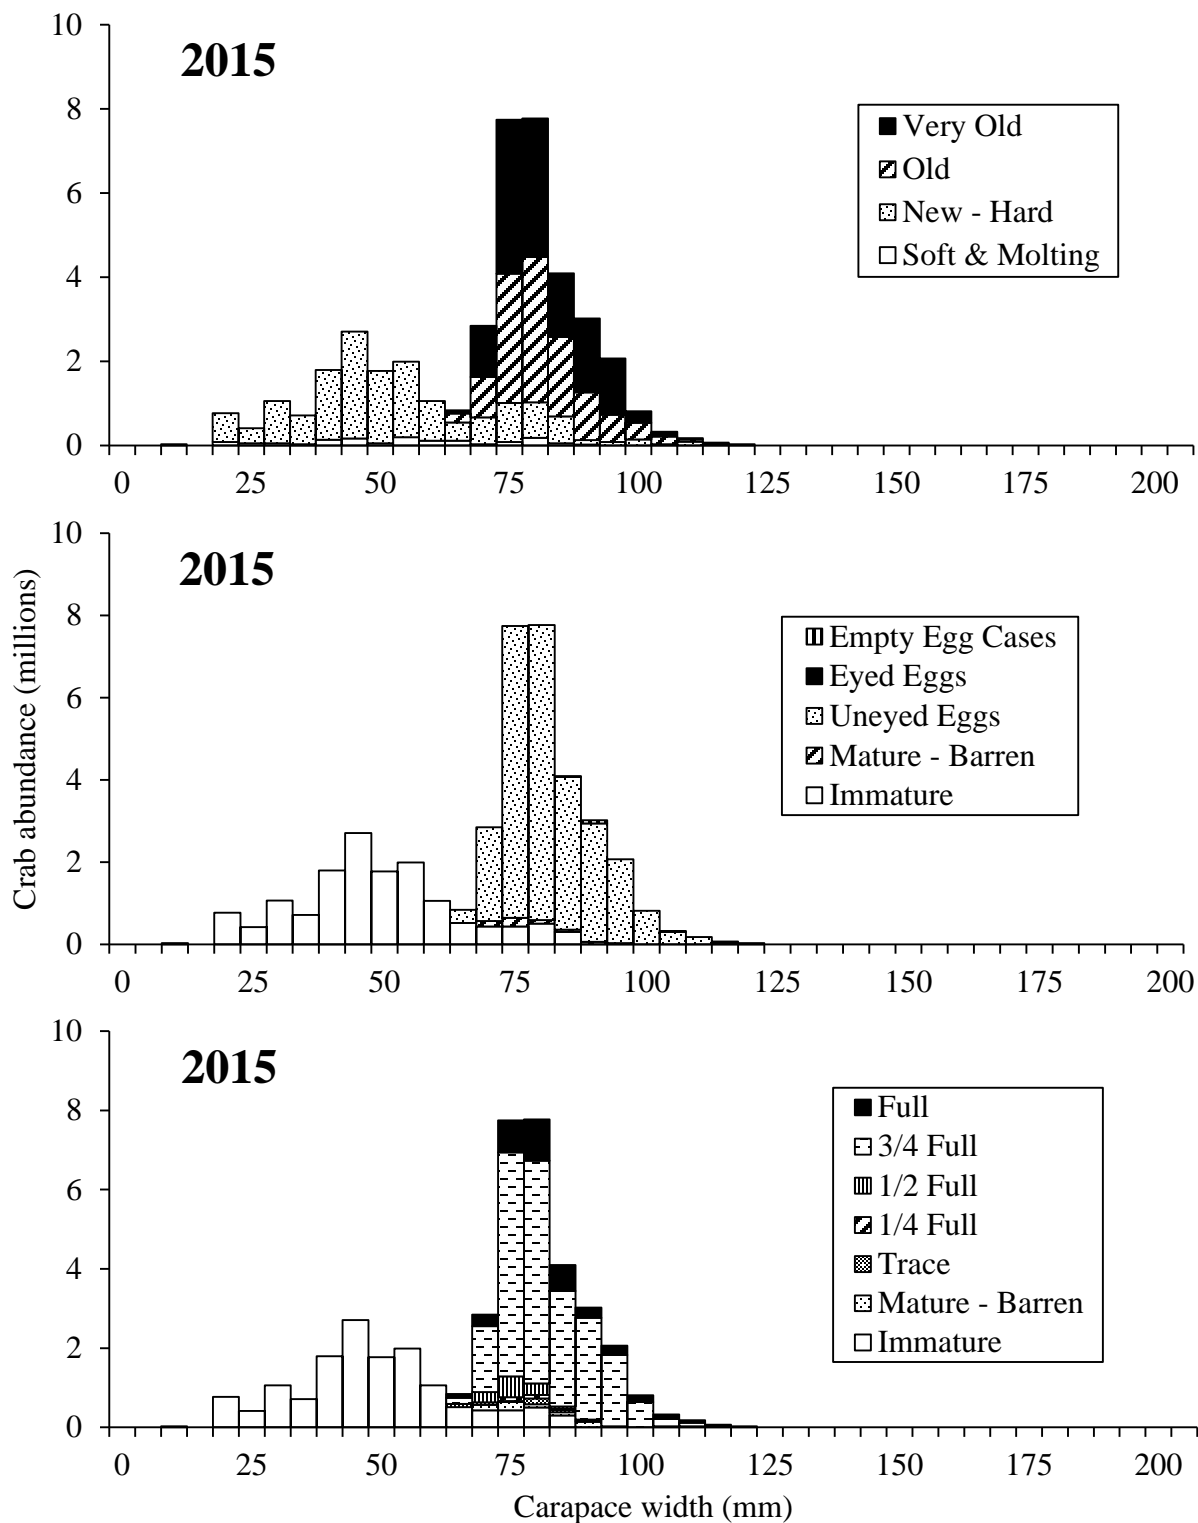 10
8
6
4
2
0
2015
Very Old
Old
New - Hard
Soft & Molting
0 25 50 75 100 125 150 175 200
Crab abundance (millions)
10
8
6
4
2
0
2015
Empty Egg Cases
Eyed Eggs
Uneyed Eggs
Mature - Barren
Immature
0 25 50 75 100 125 150 175 200
10
8
6
4
2
0
2015
Full
3/4 Full
1/2 Full
1/4 Full
Trace
Mature - Barren
Immature
0 25 50 75 100 125 150 175 200
Carapace width (mm)